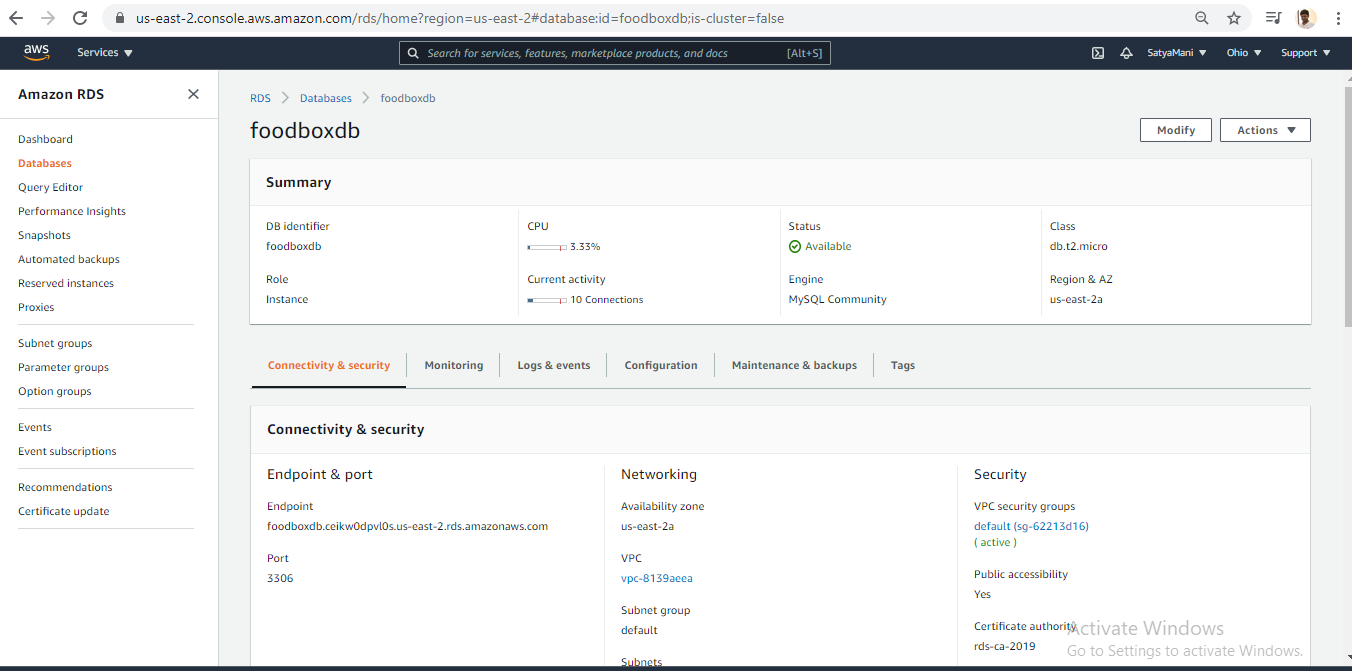 us-east-2.console.aws.amazon.com/rds/home?region=us-east-2#database:id=foodboxdb;is-cluster=false
aws
Services
Search for services, features, marketplace products, and docs
[Alt+S]
SatyaMani
Ohio
Support
Amazon RDS
Dashboard
Databases
Query Editor
Performance Insights
Snapshots
Automated backups
Reserved instances
Proxies
Subnet groups
Parameter groups
Option groups
Events
Event subscriptions
Recommendations
Certificate update
RDS
Databases
foodboxdb
foodboxdb
Modify
Actions
Summary
DB identifier
foodboxdb
CPU
3.33%
Status
Available
Class
db.t2.micro
Role
Instance
Current activity
10 Connections
Engine
MySQL Community
Region & AZ
us-east-2a
Connectivity & security
Monitoring
Logs & events
Configuration
Maintenance & backups
Tags
Connectivity & security
Endpoint & port
Endpoint
foodboxdb.ceikw0dpvl0s.us-east-2.rds.amazonaws.com
Port
3306
Networking
Availability zone
us-east-2a
VPC
vpc-8139aeea
Subnet group
default
Subnets
Security
VPC security groups
default (sg-62213d16)
( active )
Public accessibility
Yes
Certificate authority
rds-ca-2019
Activate Windows
Go to Settings to activate Windows.